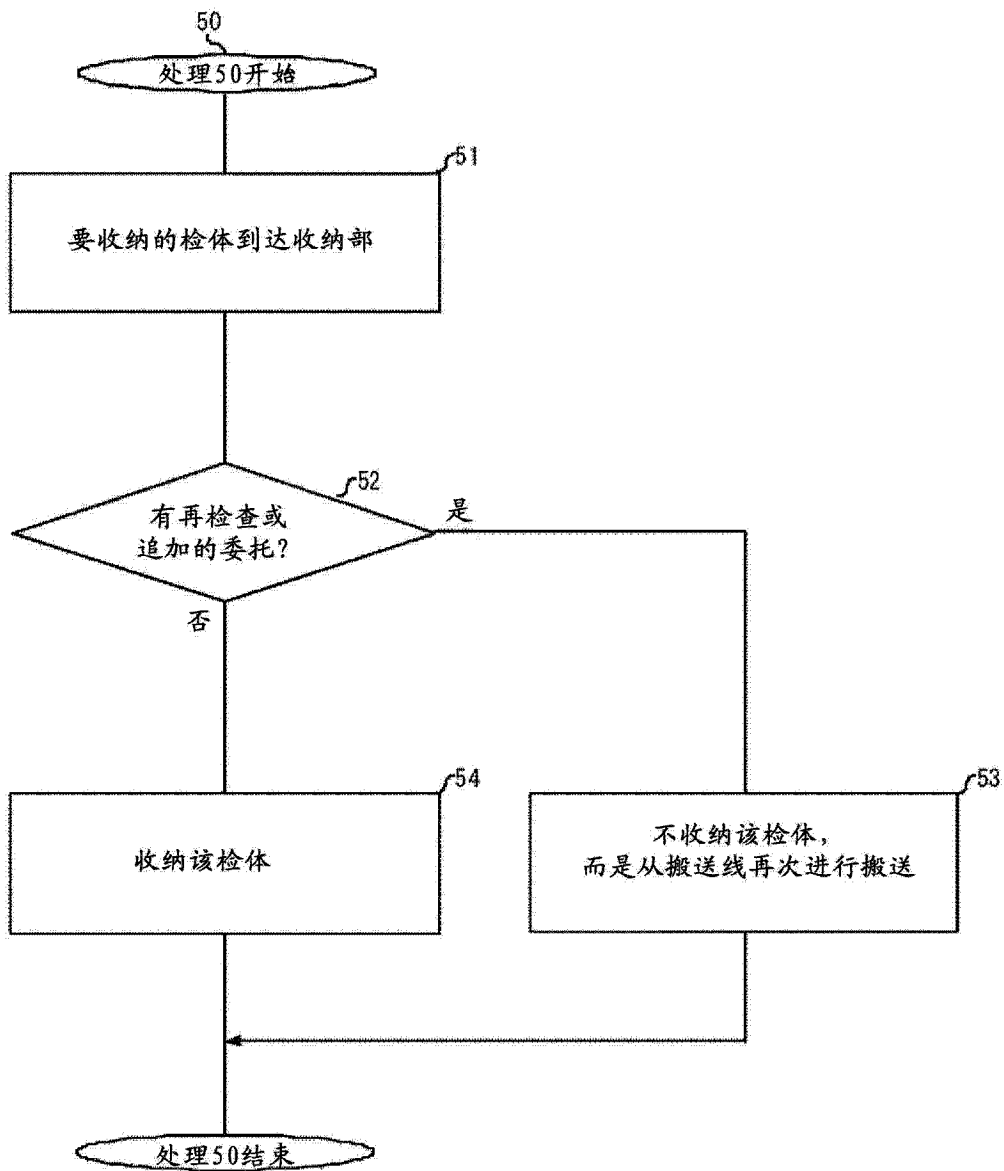 50
处理50开始
51
要收纳的检体到达收纳部
52
有再检查或
追加的委托?
是
否
54
收纳该检体
53
不收纳该检体,
而是从搬送线再次进行搬送
处理50结束